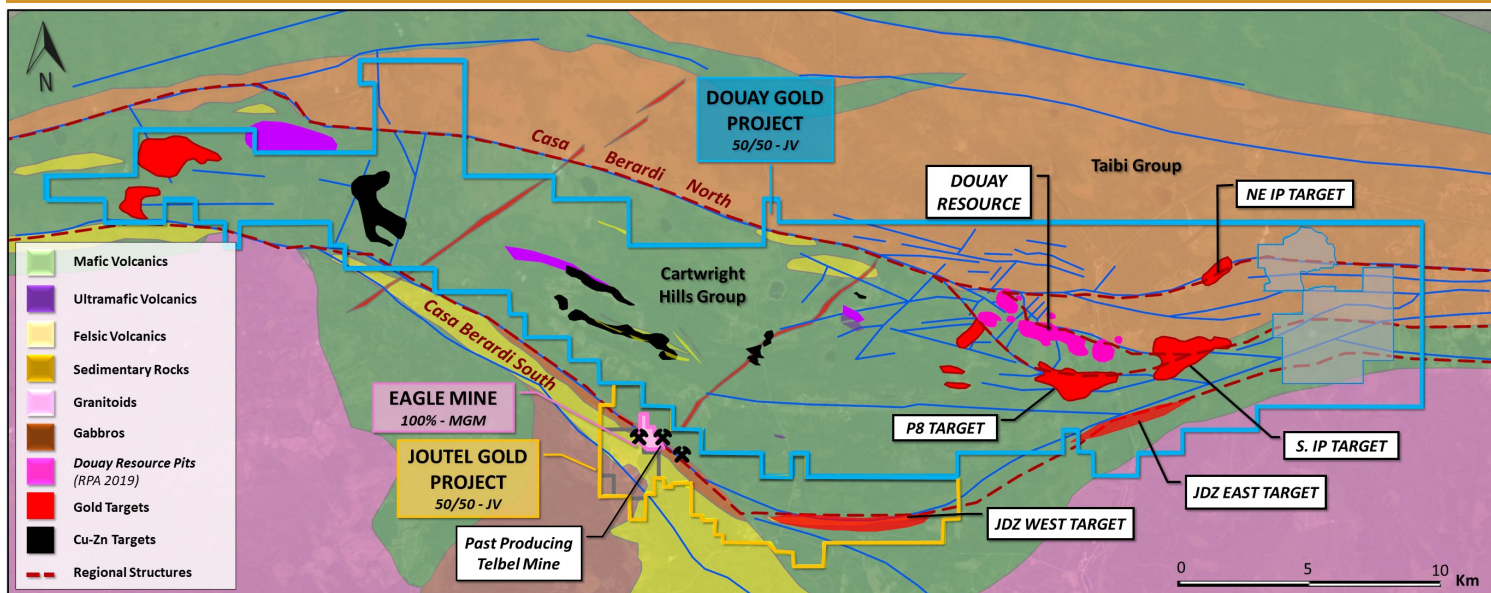 N
DOUAY GOLD
PROJECT
50/50 - JV
Casa Berardi North
Taibi Group
DOUAY
RESOURCE
NE IP TARGET
Cartwright
Hills Group
Casa Berardi South
EAGLE MINE
100% - MGM
JOUTEL GOLD
PROJECT
50/50 - JV
Past Producing
Telbel Mine
P8 TARGET
S. IP TARGET
JDZ EAST TARGET
JDZ WEST TARGET
Mafic Volcanics
Ultramafic Volcanics
Felsic Volcanics
Sedimentary Rocks
Granitoids
Gabbros
Douay Resource Pits
(RPA 2019)
Gold Targets
Cu-Zn Targets
Regional Structures
0 5 10
Km